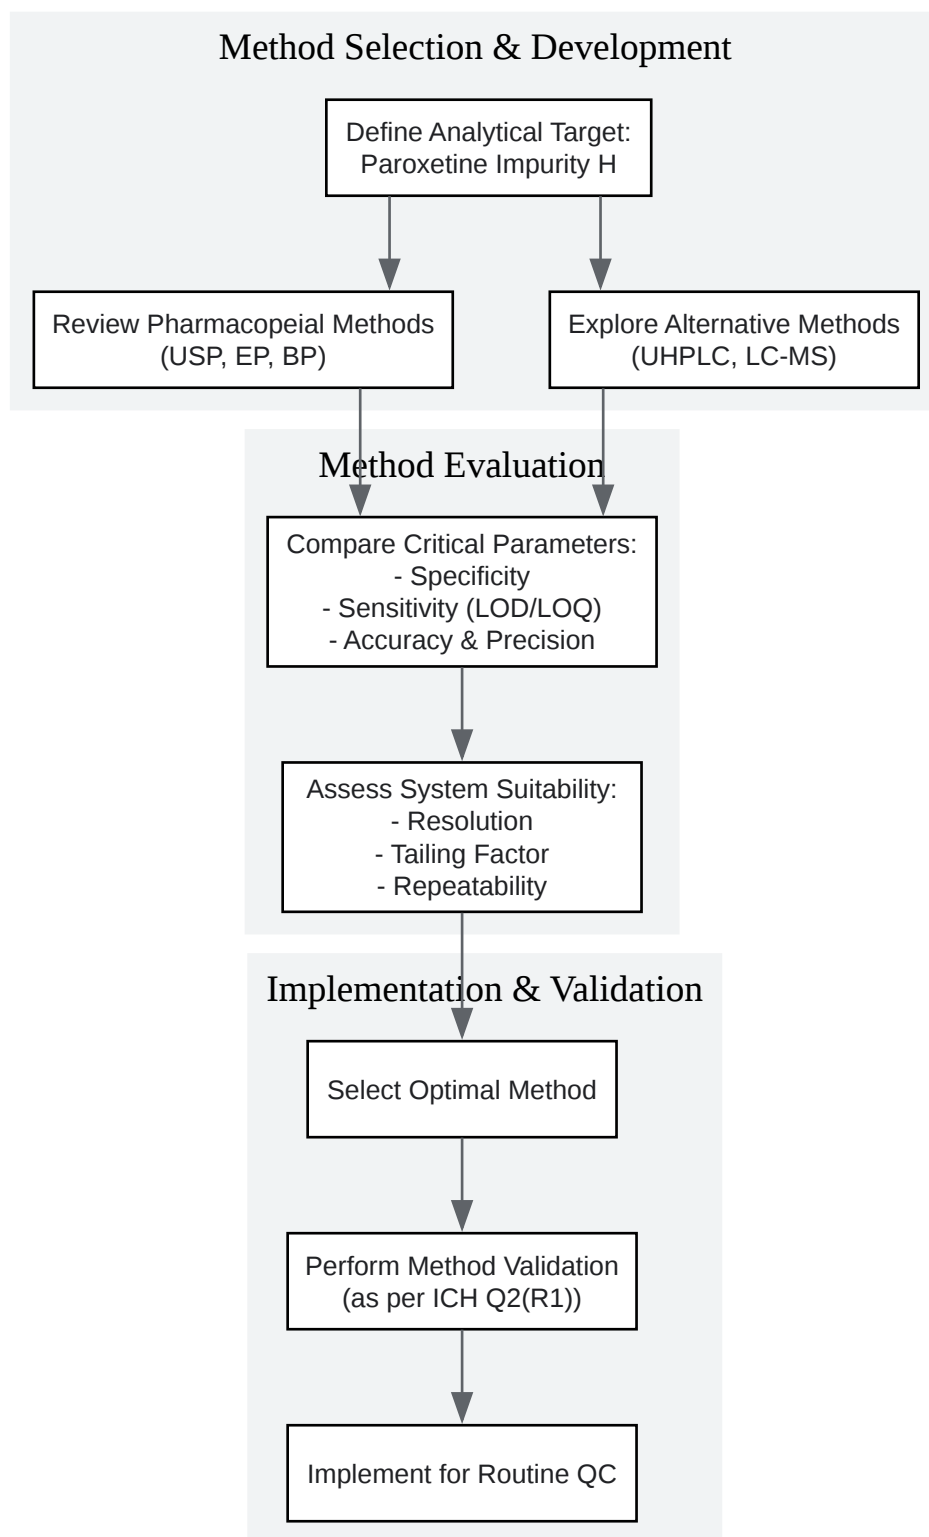 Method Selection & Development
Define Analytical Target:
Paroxetine Impurity H
Review Pharmacopeial Methods
(USP, EP, BP)
Explore Alternative Methods
(UHPLC, LC-MS)
Method Evaluation
Compare Critical Parameters:
- Specificity
- Sensitivity (LOD/LOQ)
- Accuracy & Precision
Assess System Suitability:
- Resolution
- Tailing Factor
- Repeatability
Implementation & Validation
Select Optimal Method
Perform Method Validation
(as per ICH Q2(R1))
Implement for Routine QC